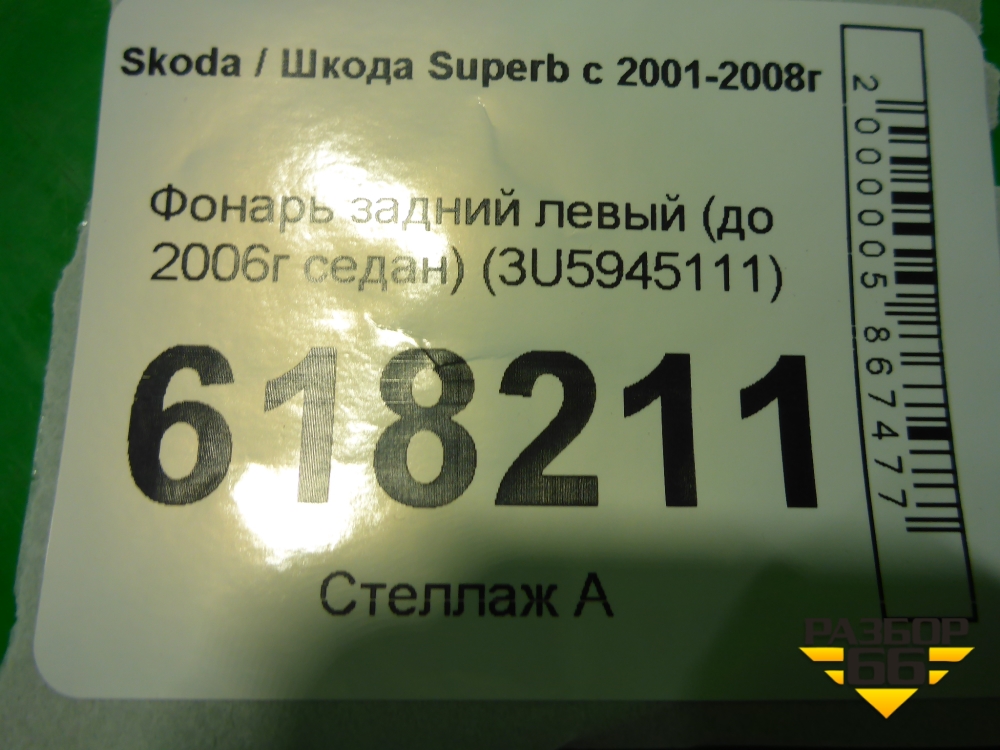 Skoda / Шкода Superb с 2001-2008г
Фонарь задний левый (до
2006г седан) (3U5945111)
618211
Стеллаж А
2000005867477
РАЗБОР
66